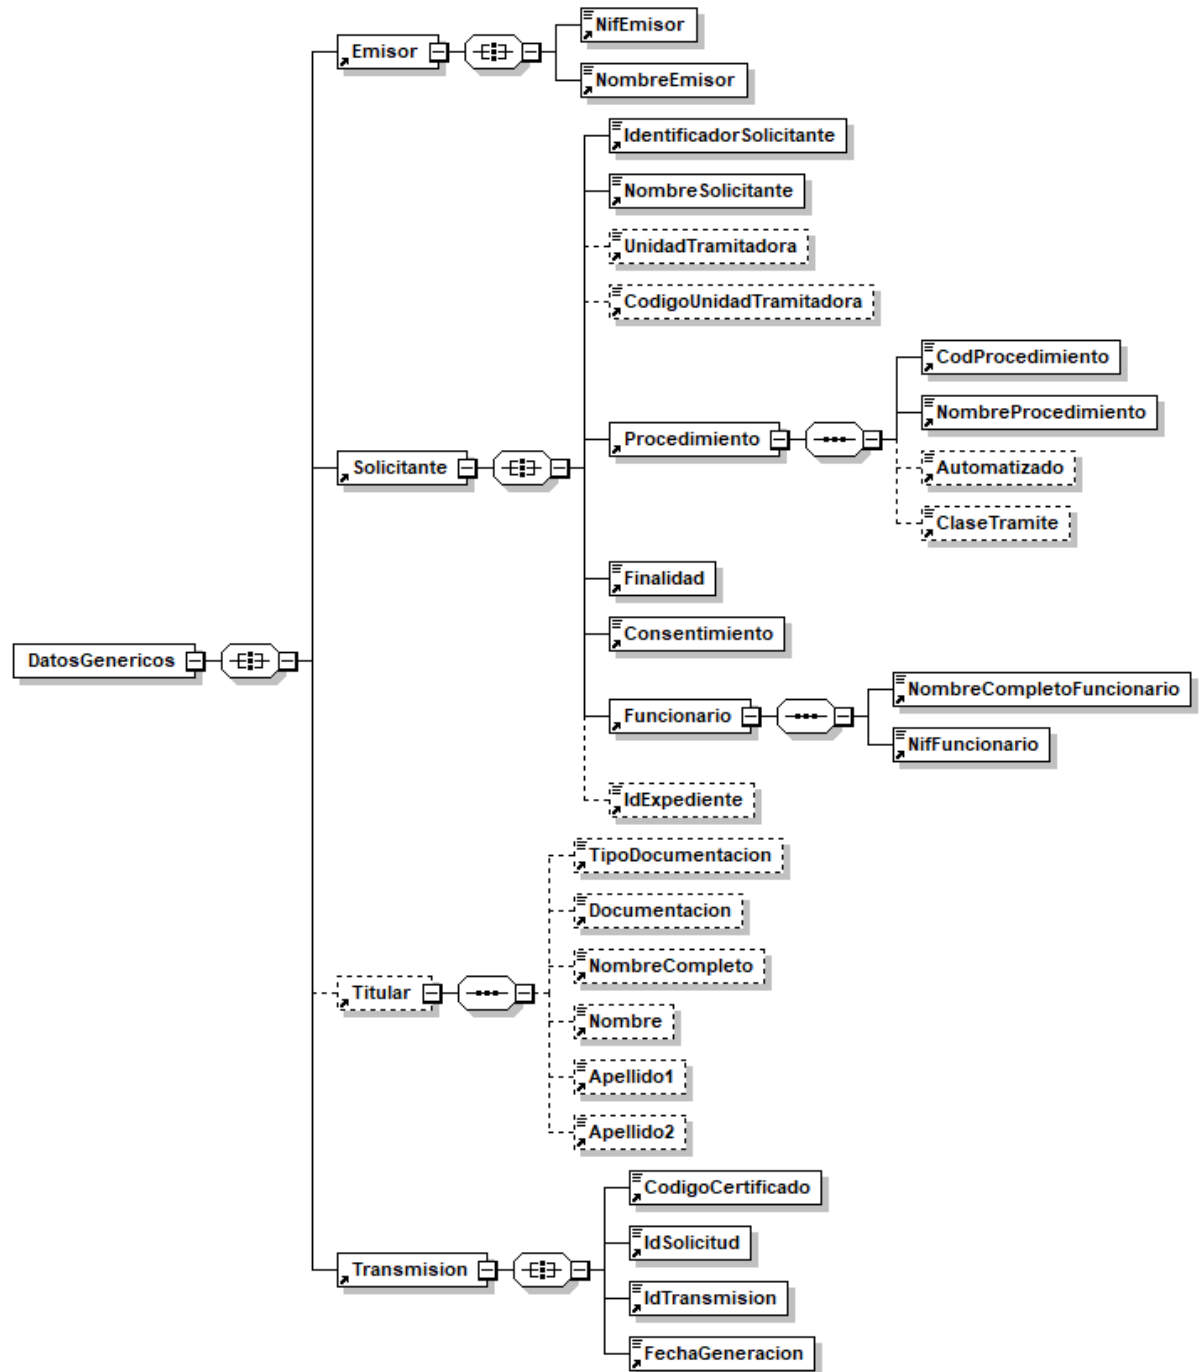 NifEmisor
Emisor
NombreEmisor
IdentificadorSolicitante
NombreSolicitante
UnidadTramitadora
CodigoUnidadTramitadora
CodProcedimiento
NombreProcedimiento
Procedimiento
Automatizado
Solicitante
ClaseTramite
Finalidad
Consentimiento
DatosGenericos
NombreCompletoFuncionario
Funcionario
NifFuncionario
IdExpediente
TipoDocumentacion
Documentacion
NombreCompleto
Titular
Nombre
Apellido1
Apellido2
CodigoCertificado
IdSolicitud
Transmision
IdTransmision
FechaGeneracion